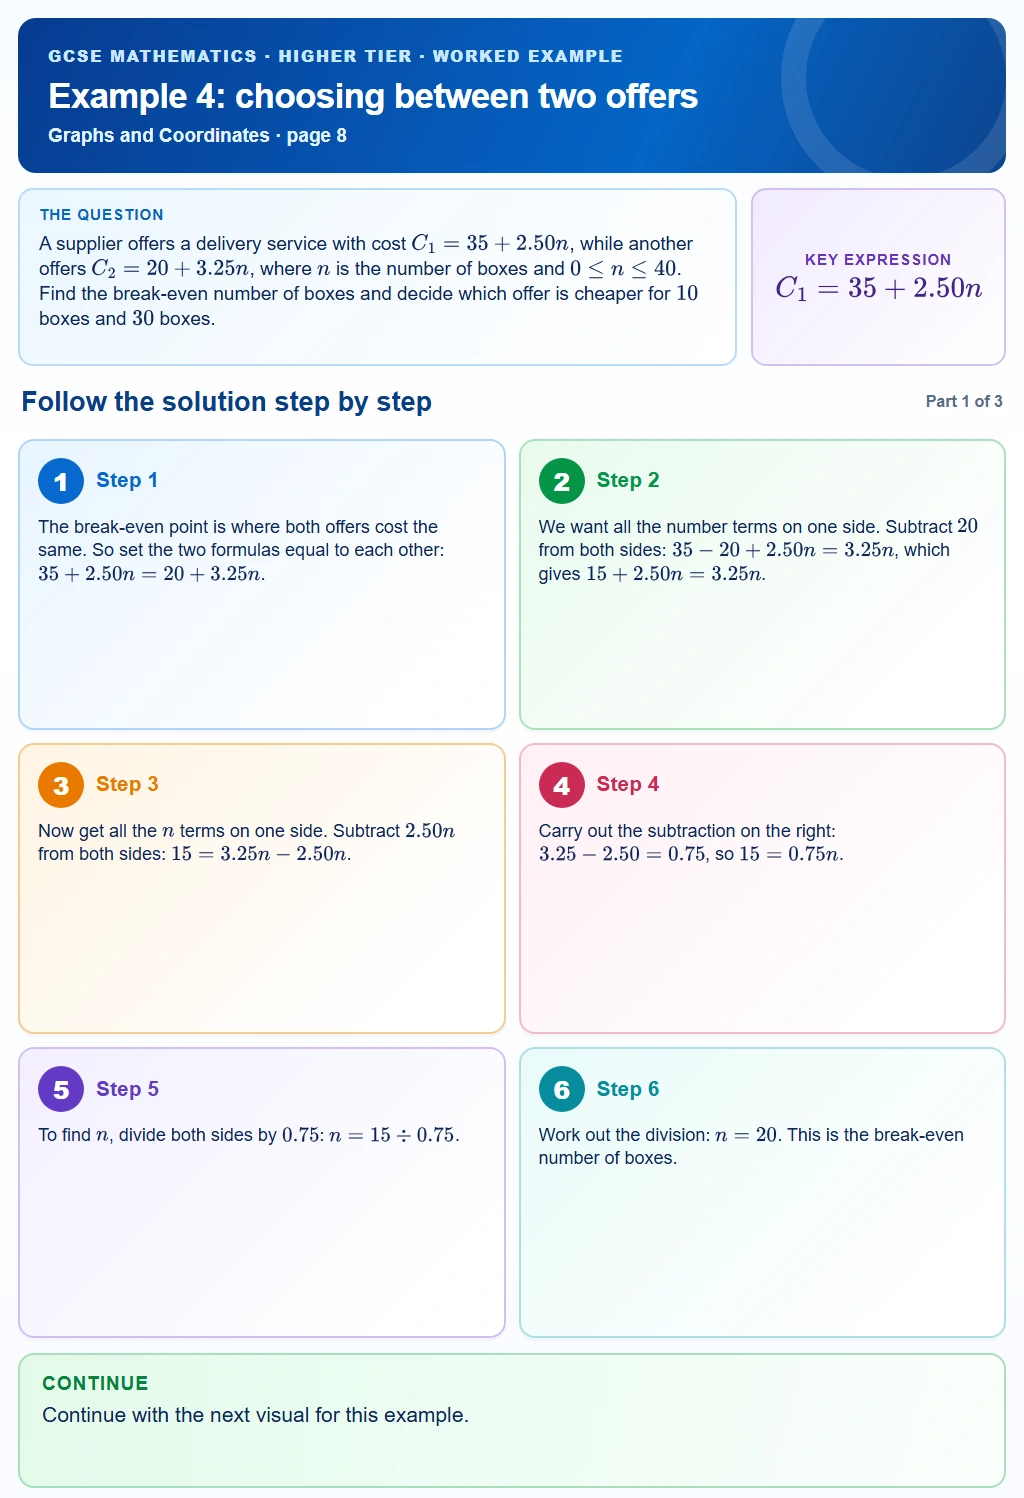 GCSE MATHEMATICS · HIGHER TIER · WORKED EXAMPLE
Example 4: choosing between two offers
Graphs and Coordinates · page 8
THE QUESTION
A supplier offers a delivery service with cost C₁ = 35 + 2.50n, while another
offers C₂ = 20 + 3.25n, where n is the number of boxes and 0 ≤ n ≤ 40.
Find the break-even number of boxes and decide which offer is cheaper for 10
boxes and 30 boxes.
KEY EXPRESSION
C₁ = 35 + 2.50n
Follow the solution step by step
Part 1 of 3
1 Step 1
The break-even point is where both offers cost the
same. So set the two formulas equal to each other:
35 + 2.50n = 20 + 3.25n.
2 Step 2
We want all the number terms on one side. Subtract 20
from both sides: 35 − 20 + 2.50n = 3.25n, which
gives 15 + 2.50n = 3.25n.
3 Step 3
Now get all the n terms on one side. Subtract 2.50n
from both sides: 15 = 3.25n − 2.50n.
4 Step 4
Carry out the subtraction on the right:
3.25 − 2.50 = 0.75, so 15 = 0.75n.
5 Step 5
To find n, divide both sides by 0.75: n = 15 ÷ 0.75.
6 Step 6
Work out the division: n = 20. This is the break-even
number of boxes.
CONTINUE
Continue with the next visual for this example.